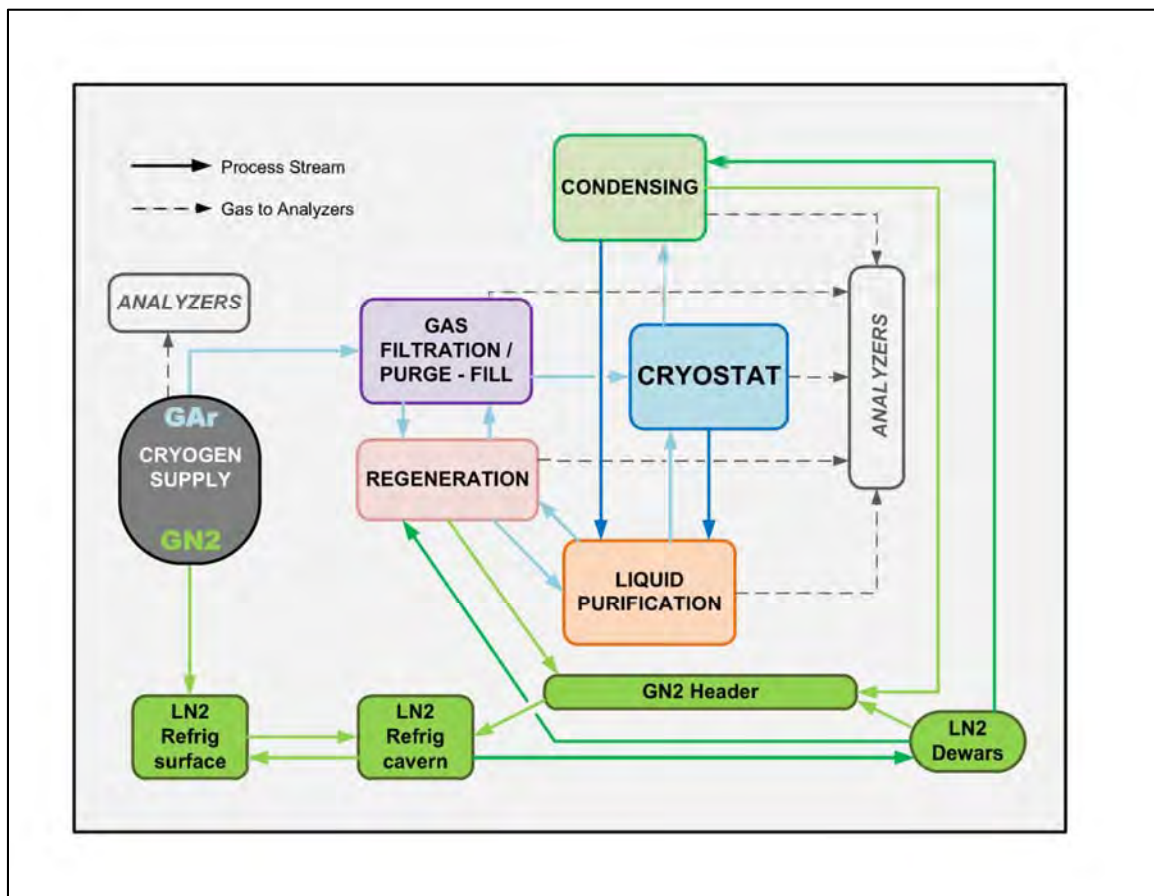 Process Stream
Gas to Analyzers
CONDENSING
ANALYZERS
GAS
FILTRATION /
PURGE - FILL
CRYOSTAT
ANALYZERS
GAr
CRYOGEN
SUPPLY
GN2
REGENERATION
LIQUID
PURIFICATION
GN2 Header
LN2
Refrig
surface
LN2
Refrig
cavern
LN2
Dewars